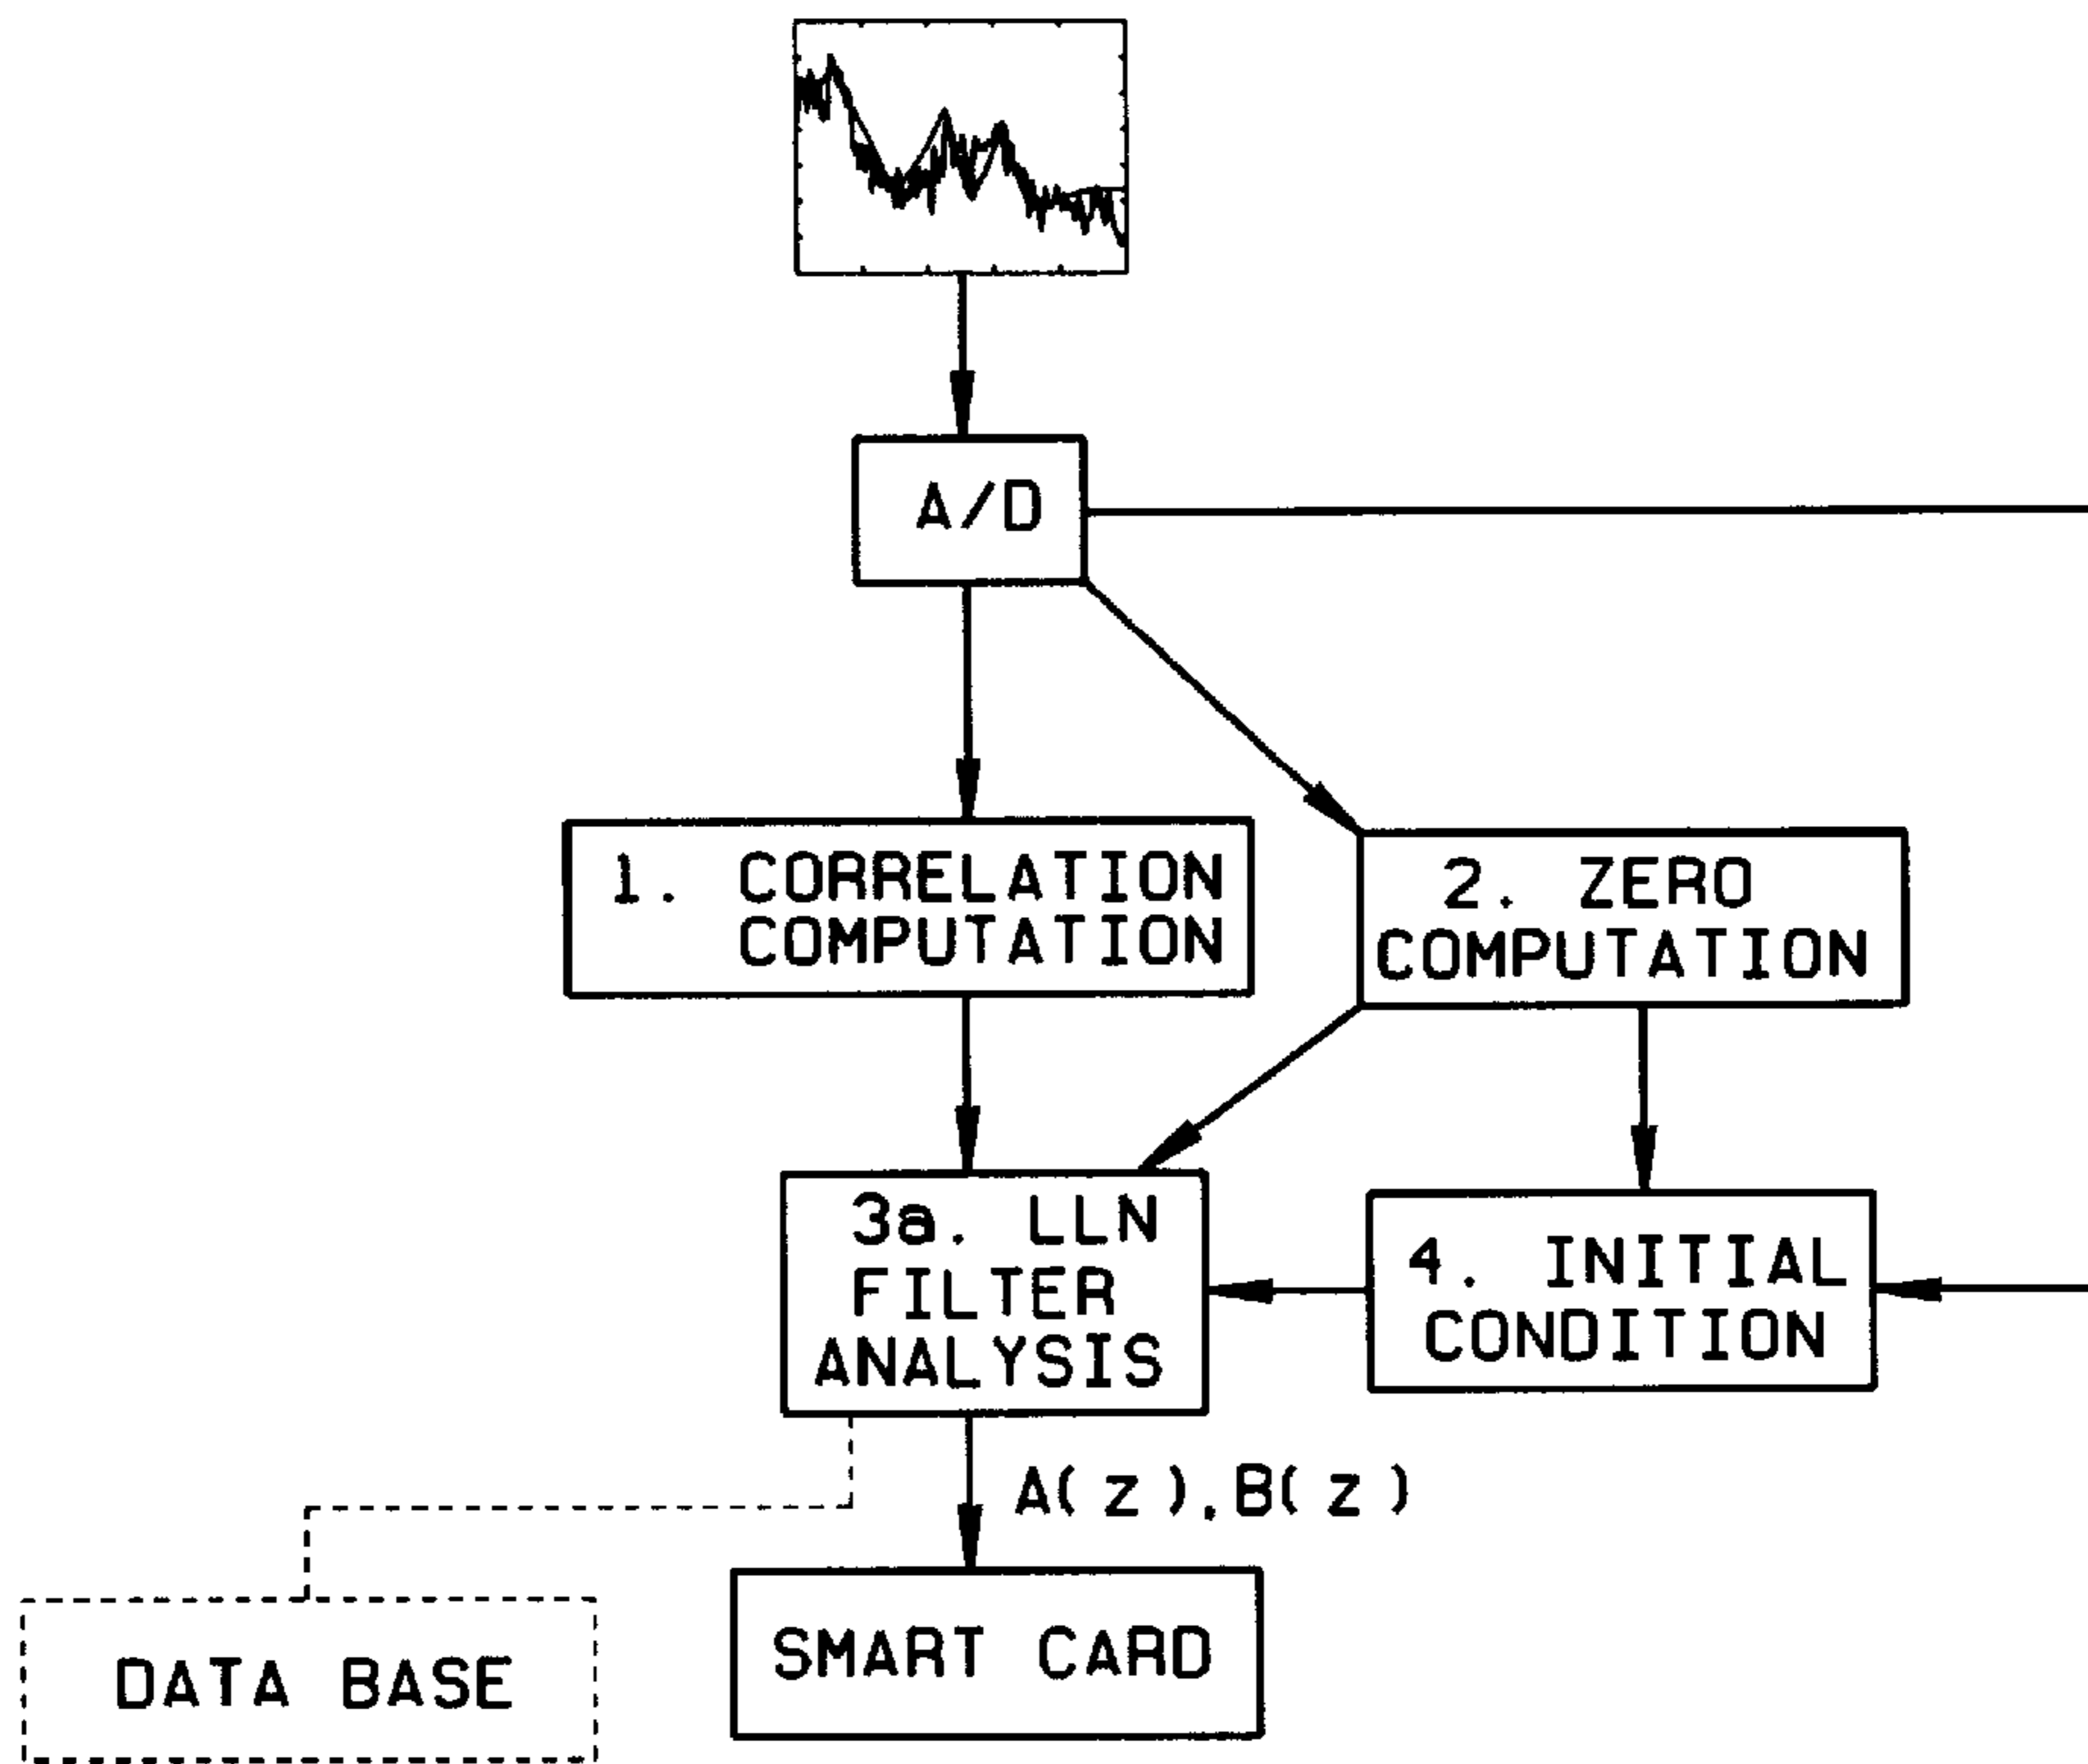 A/D
1. CORRELATION
COMPUTATION
2. ZERO
COMPUTATION
3a. LLN
FILTER
ANALYSIS
4. INITIAL
CONDITION
A(z),B(z)
SMART CARD
DATA BASE